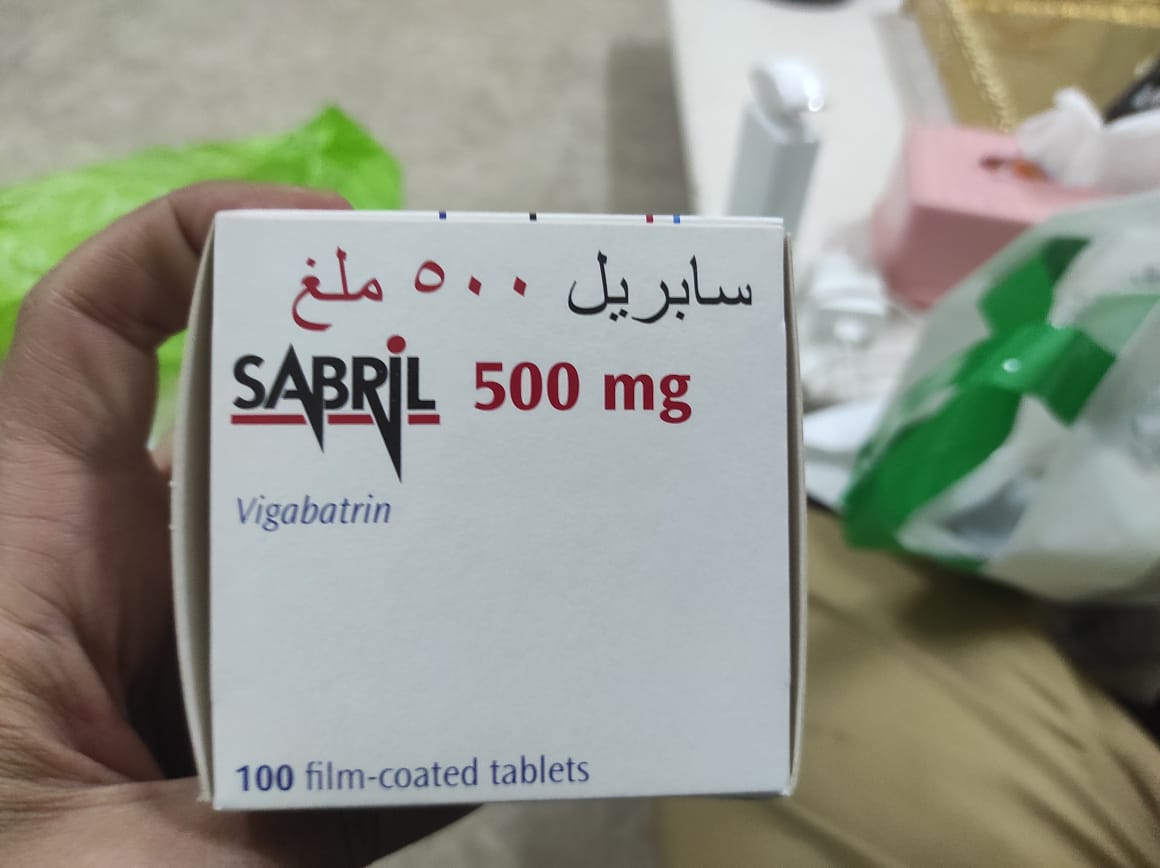 سابريل ٥٠٠ ملغ
SABRIL 500 mg
Vigabatrin
100 film-coated tablets